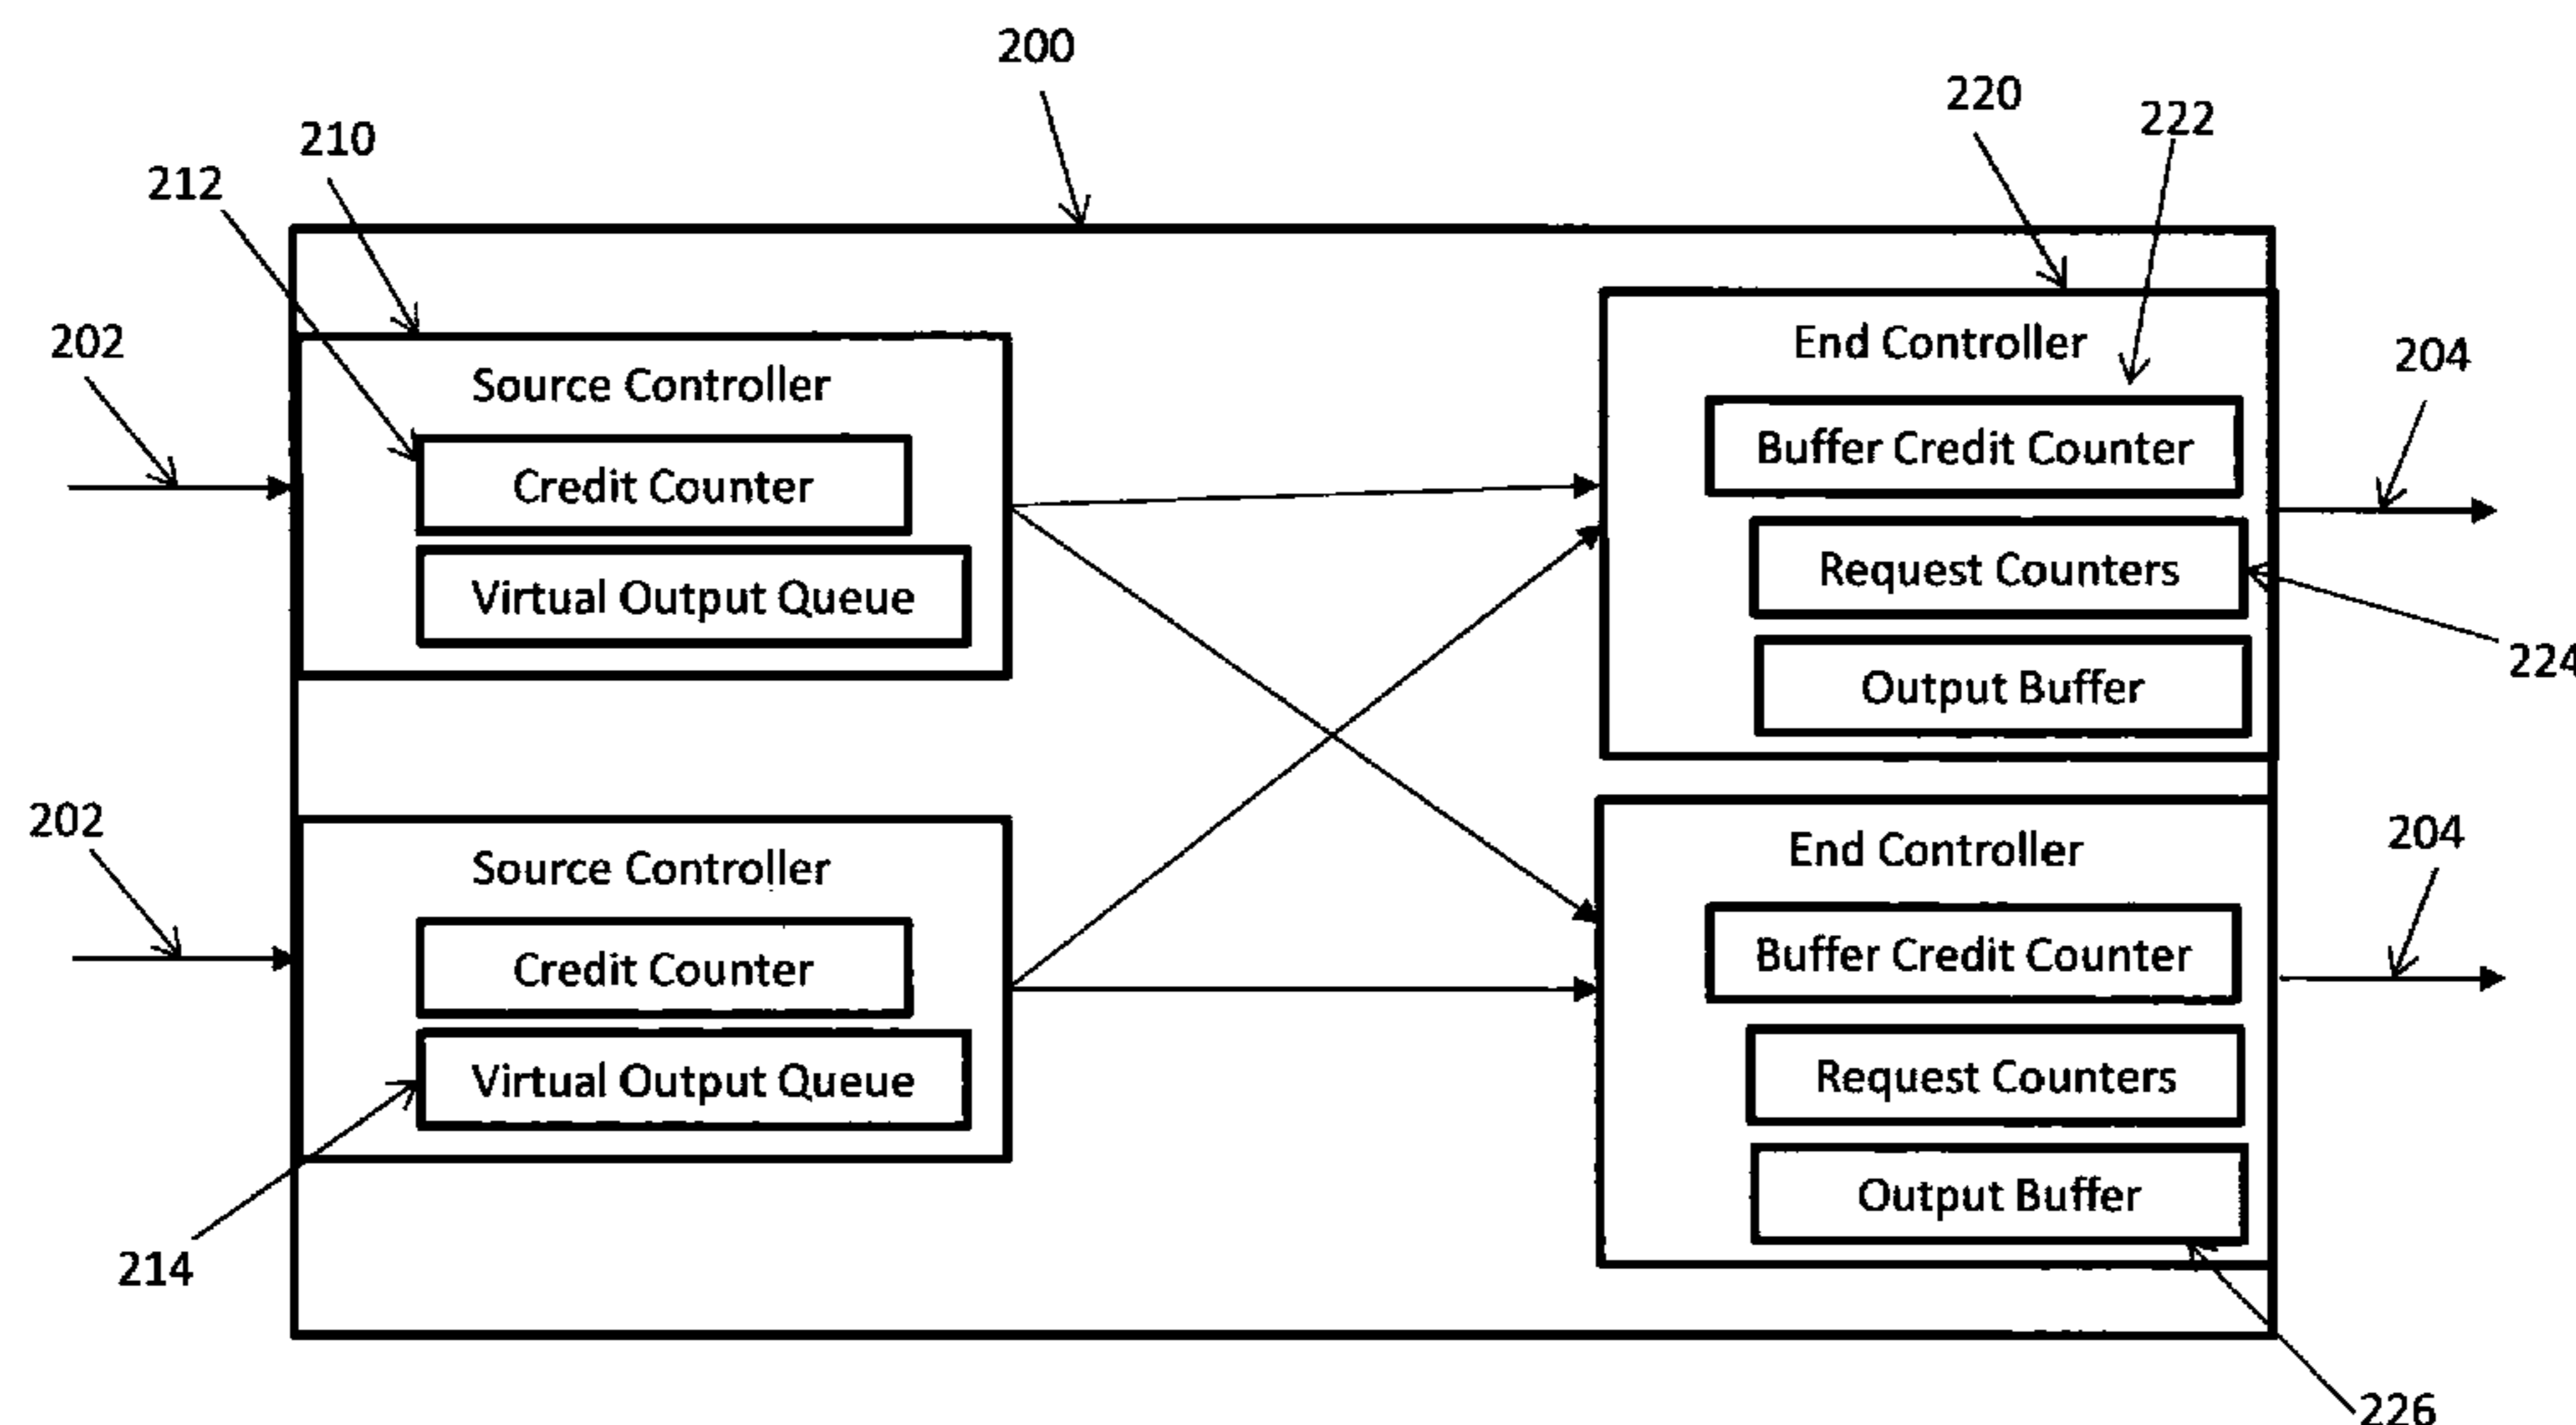 200
220
222
210
212
202
Source Controller
Credit Counter
Virtual Output Queue
End Controller
Buffer Credit Counter
Request Counters
Output Buffer
204
224
202
Source Controller
Credit Counter
Virtual Output Queue
214
End Controller
Buffer Credit Counter
Request Counters
Output Buffer
204
226